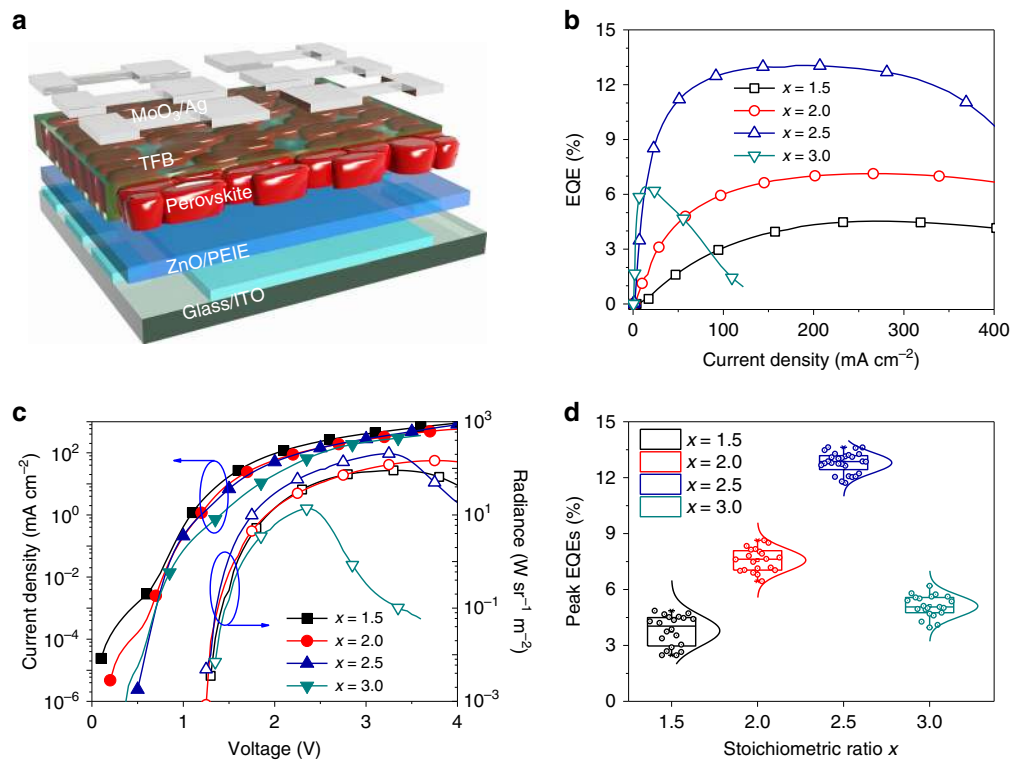 a
MoO₃/Ag
TFB
Perovskite
ZnO/PEIE
Glass/ITO
b
15
12
9
6
3
0
EQE (%)
x = 1.5
x = 2.0
x = 2.5
x = 3.0
0
100
200
300
400
Current density (mA cm⁻²)
c
10²
10⁰
10⁻²
10⁻⁴
10⁻⁶
Current density (mA cm⁻²)
10³
10¹
10⁻¹
10⁻³
Radiance (W sr⁻¹ m⁻²)
x = 1.5
x = 2.0
x = 2.5
x = 3.0
0
1
2
3
4
Voltage (V)
d
15
12
9
6
3
0
Peak EQEs (%)
x = 1.5
x = 2.0
x = 2.5
x = 3.0
1.5
2.0
2.5
3.0
Stoichiometric ratio x